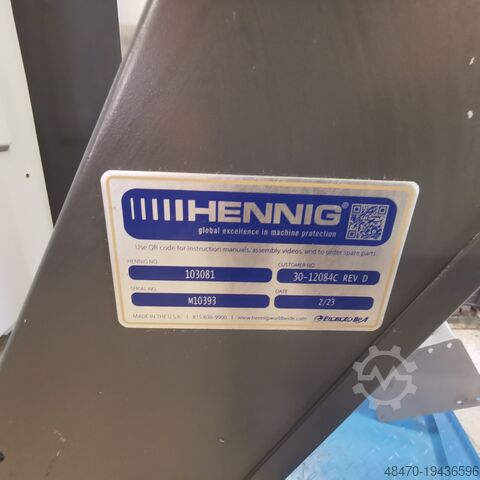 HENNIG®
global excellence in machine protection
Use QR code for instruction manuals, assembly videos, and to order spare parts.
HENNIG NO. CUSTOMER NO.
103081 30-12084C REV D
SERIAL NO. DATE
M10393 2/23
MADE IN THE U.S.A. | 815-636-9900 | www.hennigworldwide.com
48470-19436596